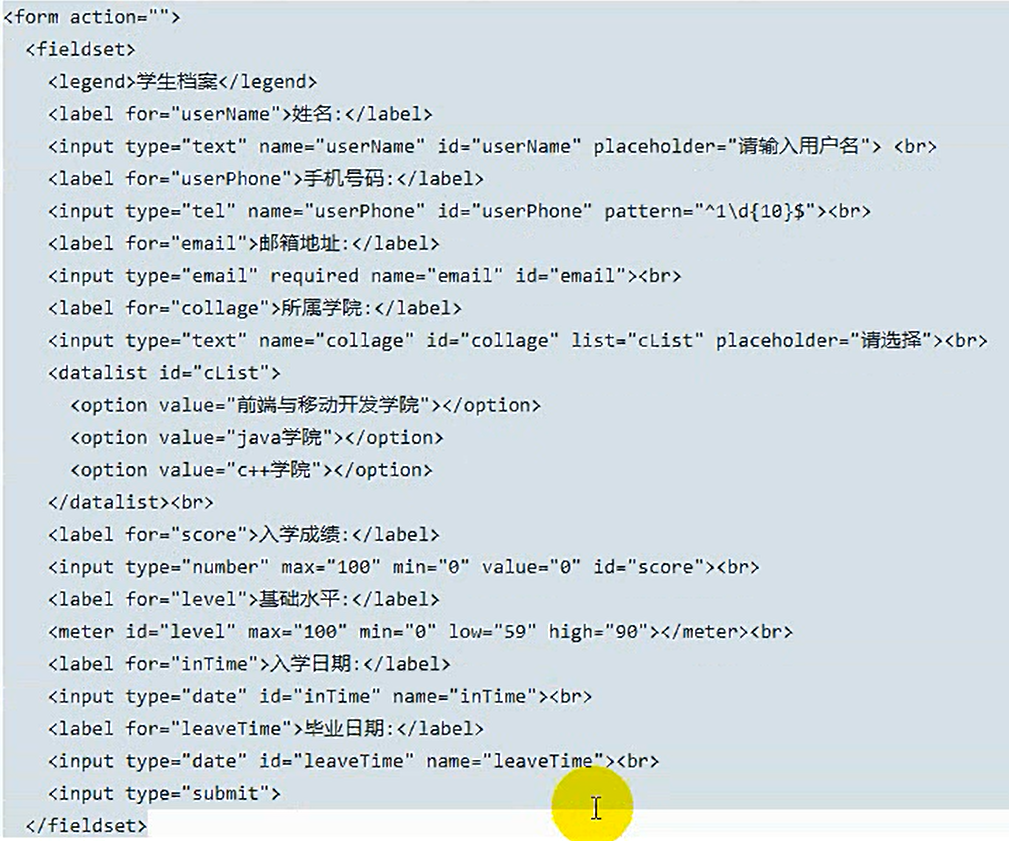 <form action="">
<fieldset>
<legend>学生档案</legend>
<label for="userName">姓名:</label>
<input type="text" name="userName" id="userName" placeholder="请输入用户名"> <br>
<label for="userPhone">手机号码:</label>
<input type="tel" name="userPhone" id="userPhone" pattern="^1\d{10}$"><br>
<label for="email">邮箱地址:</label>
<input type="email" required name="email" id="email"><br>
<label for="collage">所属学院:</label>
<input type="text" name="collage" id="collage" list="cList" placeholder="请选择"><br>
<datalist id="cList">
<option value="前端与移动开发学院"></option>
<option value="java学院"></option>
<option value="c++学院"></option>
</datalist><br>
<label for="score">入学成绩:</label>
<input type="number" max="100" min="0" value="0" id="score"><br>
<label for="level">基础水平:</label>
<meter id="level" max="100" min="0" low="59" high="90"></meter><br>
<label for="inTime">入学日期:</label>
<input type="date" id="inTime" name="inTime"><br>
<label for="leaveTime">毕业日期:</label>
<input type="date" id="leaveTime" name="leaveTime"><br>
<input type="submit">
</fieldset>